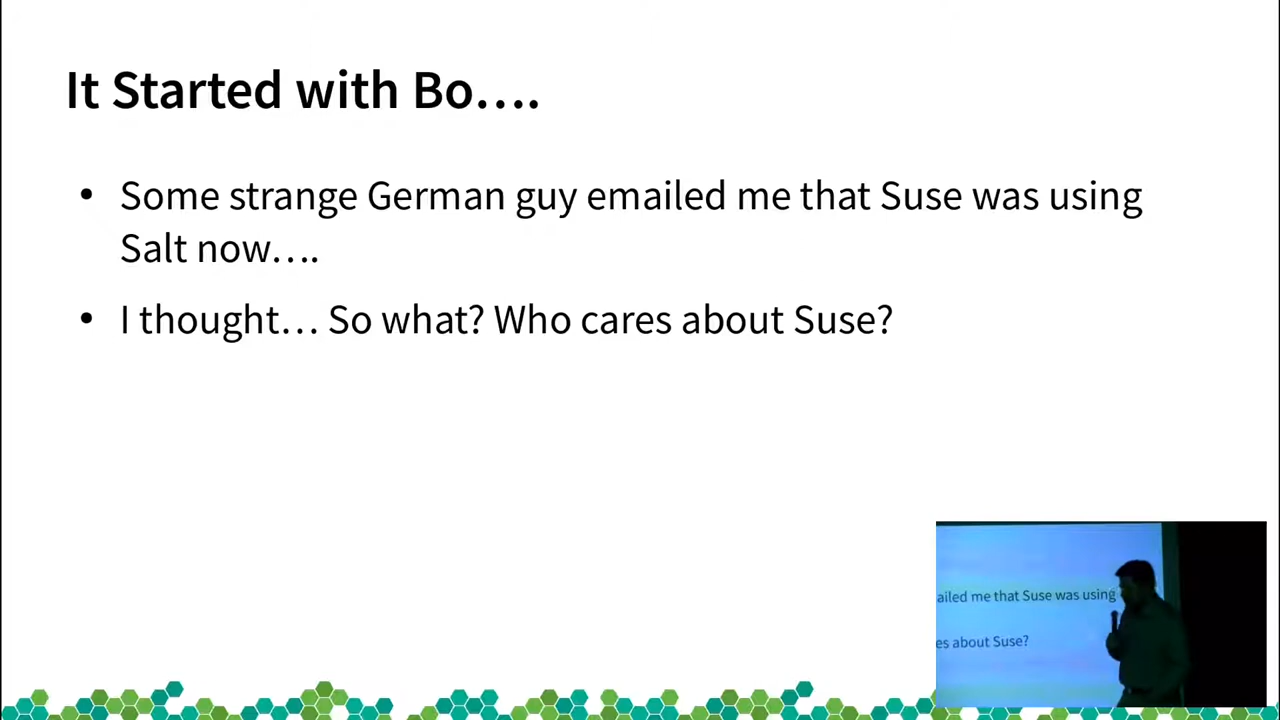 It Started with Bo….
• Some strange German guy emailed me that Suse was using
Salt now….
• I thought… So what? Who cares about Suse?
ailed me that Suse was using
es about Suse?